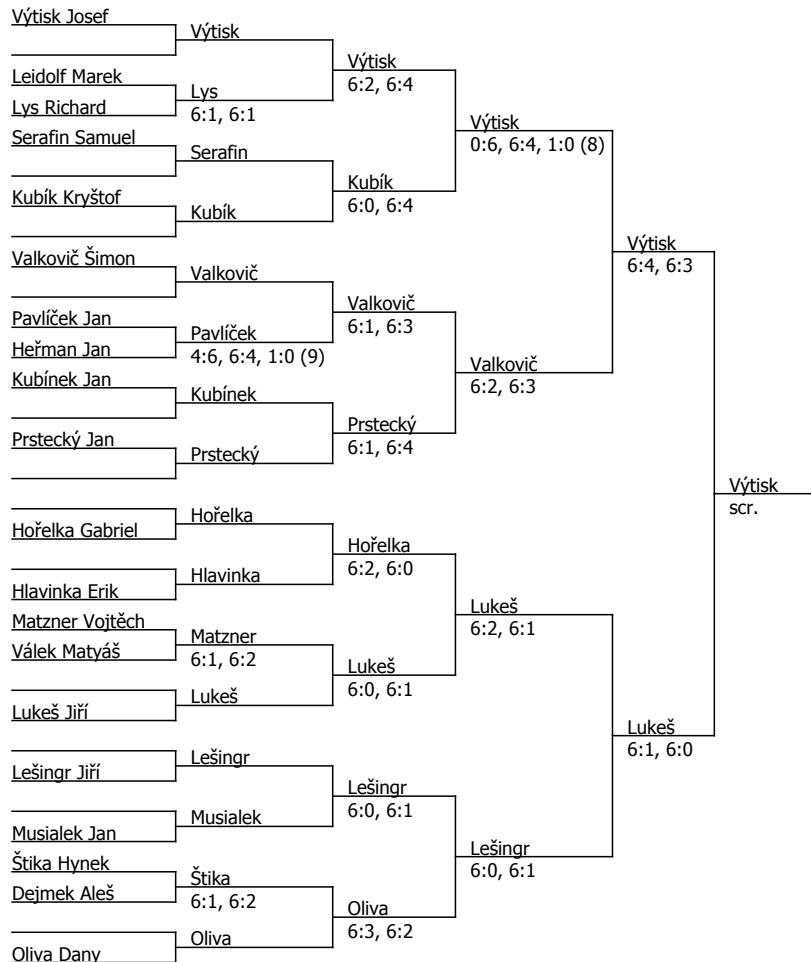 Výtisk Josef
Výtisk
Výtisk
6:2, 6:4
Leidolf Marek
Lys
6:1, 6:1
Lys Richard
Výtisk
0:6, 6:4, 1:0 (8)
Serafin Samuel
Serafin
Kubík
6:0, 6:4
Kubík Kryštof
Kubík
Výtisk
6:4, 6:3
Valkovič Šimon
Valkovič
Valkovič
6:1, 6:3
Pavlíček Jan
Pavlíček
4:6, 6:4, 1:0 (9)
Heřman Jan
Valkovič
6:2, 6:3
Kubínek Jan
Kubínek
Prstecký
6:1, 6:4
Prstecký Jan
Prstecký
Výtisk
scr.
Hořelka
Hořelka Gabriel
Hořelka
6:2, 6:0
Hlavinka
Hlavinka Erik
Lukeš
6:2, 6:1
Matzner Vojtěch
Matzner
6:1, 6:2
Válek Matyáš
Lukeš
6:0, 6:1
Lukeš
Lukeš Jiří
Lukeš
6:1, 6:0
Lešingr
Lešingr Jiří
Lešingr
6:0, 6:1
Musialek
Musialek Jan
Lešingr
6:0, 6:1
Štika Hynek
Štika
6:1, 6:2
Dejmek Aleš
Oliva
6:3, 6:2
Oliva
Oliva Dany